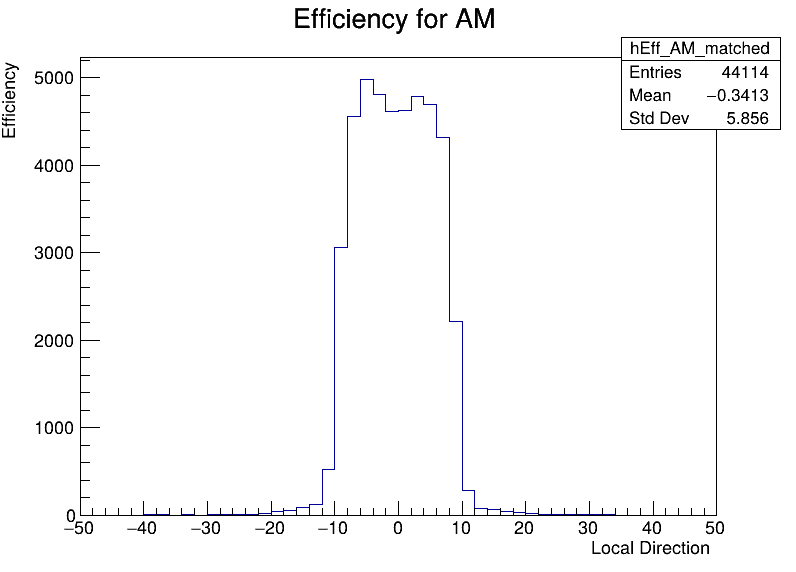 Efficiency for AM
hEff_AM_matched
Entries 44114
Mean −0.3413
Std Dev 5.856
Efficiency
5000
4000
3000
2000
1000
0
−50 −40 −30 −20 −10 0 10 20 30 40 50
Local Direction